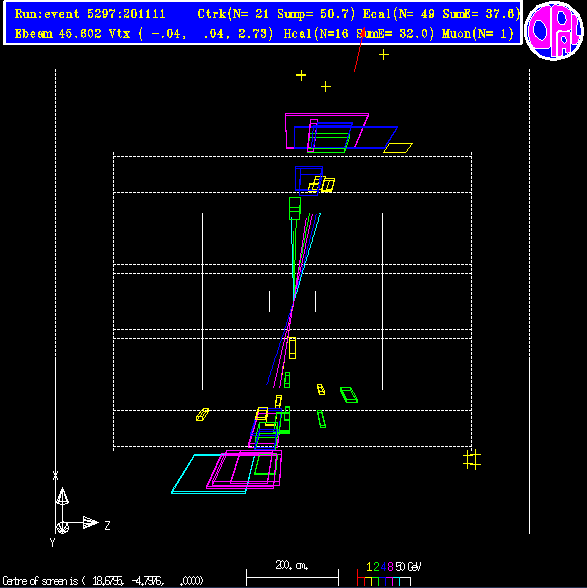 Run:event 5297:201111 Ctrk(N= 21 Sump= 50.7) Ecal(N= 49 SumE= 37.6)
Ebeam 45.602 Vtx ( -.04, .04, 2.73) Hcal(N=16 SumE= 32.0) Muon(N= 1)
OPAL
X
Z
Y
200. cm.
1 2 4 8 50 GeV
Centre of screen is ( 18.6795, -4.7976, .0000)